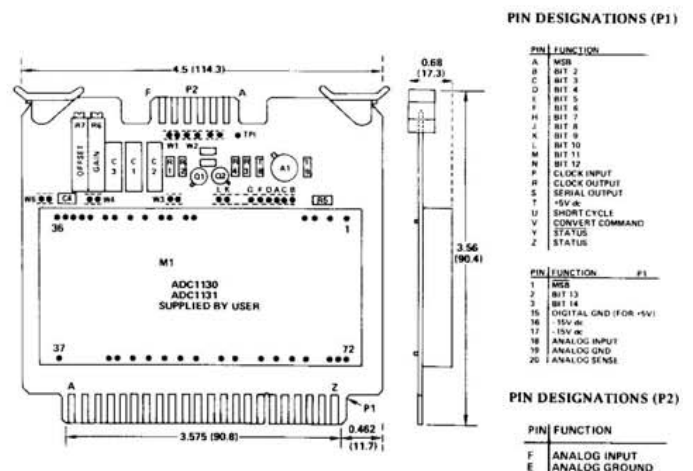 PIN DESIGNATIONS (P1)
PIN FUNCTION
A MSB
B BIT 2
C BIT 3
D BIT 4
E BIT 5
F BIT 6
H BIT 7
J BIT 8
K BIT 9
L BIT 10
M BIT 11
N BIT 12
P CLOCK INPUT
R CLOCK OUTPUT
S SERIAL OUTPUT
T +5V dc
U SHORT CYCLE
V CONVERT COMMAND
Y STATUS
Z STATUS
PIN FUNCTION P1
1 MSB
2 BIT 13
3 BIT 14
15 DIGITAL GND (FOR +5V)
16 -15V dc
17 -15V dc
18 ANALOG INPUT
19 ANALOG GND
20 ANALOG SENSE
PIN DESIGNATIONS (P2)
PIN FUNCTION
F ANALOG INPUT
E ANALOG GROUND
4.5 (114.3)
0.68
(17.3)
F P2 A
R7 R6
OFFSET
GAIN
C3
C1
C2
W1 W2
TP1
Q1
Q2
A1
L K
G F D A C B
W5
C4
W4
W3
R5
36
1
M1
ADC1130
ADC1131
SUPPLIED BY USER
37
72
3.56
(90.4)
A
Z
P1
3.575 (90.8)
0.462
(11.7)